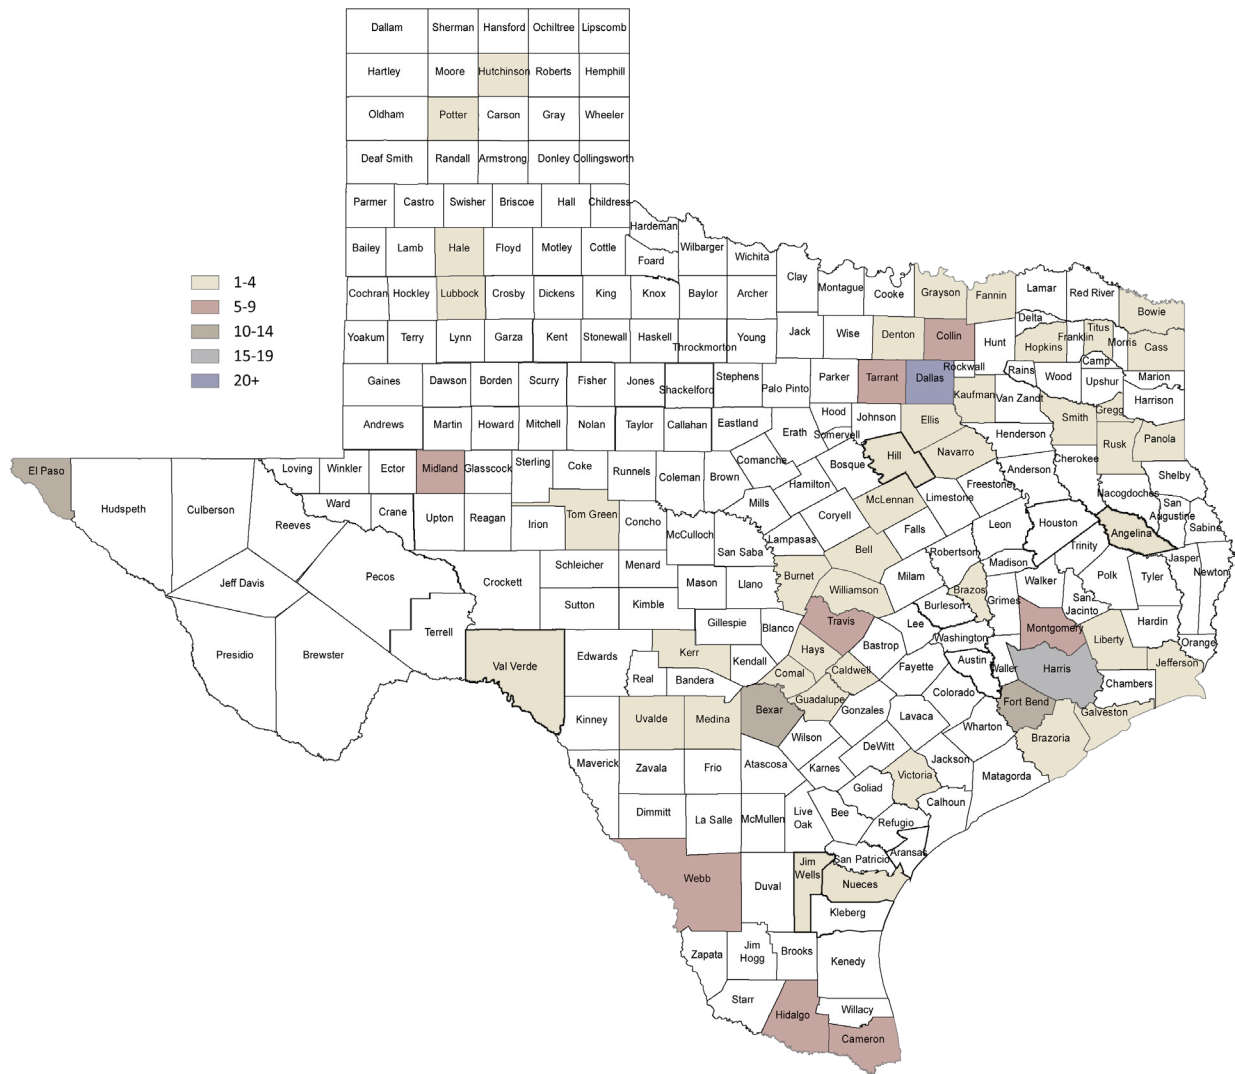 Dallam Sherman Hansford Ochiltree Lipscomb
Hartley Moore Hutchinson Roberts Hemphill
Oldham Potter Carson Gray Wheeler
Deaf Smith Randall Armstrong Donley Collingsworth
Parmer Castro Swisher Briscoe Hall Childress
Hardeman
Bailey Lamb Hale Floyd Motley Cottle Foard Wilbarger Wichita
Clay Montague Cooke Grayson Fannin Lamar Red River Bowie
1-4
5-9
10-14
15-19
20+
Cochran Hockley Lubbock Crosby Dickens King Knox Baylor Archer
Delta Franklin Titus Morris Cass
Yoakum Terry Lynn Garza Kent Stonewall Haskell Throckmorton Young Jack Wise Denton Collin Hunt Hopkins Camp
Rockwall Rains Wood Upshur Marion
Gaines Dawson Borden Scurry Fisher Jones Shackelford Stephens Palo Pinto Parker Tarrant Dallas Kaufman Van Zandt Smith Gregg Harrison
Andrews Martin Howard Mitchell Nolan Taylor Callahan Eastland Erath Hood Somervell Johnson Ellis Henderson Rusk Panola
El Paso Hudspeth Culberson Loving Winkler Ector Midland Glasscock Sterling Coke Runnels Coleman Brown Comanche Hamilton Bosque Hill Navarro Anderson Cherokee Shelby
Reeves Ward Crane Upton Reagan Irion Tom Green Concho Mills Coryell McLennan Limestone Freestone Nacogdoches San Augustine Sabine
McCulloch San Saba Lampasas Bell Falls Leon Houston Angelina
Jeff Davis Pecos Crockett Schleicher Menard Mason Llano Burnet Williamson Milam Robertson Madison Trinity Polk Tyler Jasper Newton
Sutton Kimble Brazos Grimes Walker San Jacinto Hardin
Presidio Brewster Terrell Gillespie Blanco Travis Lee Burleson Washington Montgomery Liberty Orange
Val Verde Edwards Kerr Kendall Hays Bastrop Austin Waller Harris Jefferson
Real Bandera Comal Caldwell Fayette Chambers
Kinney Uvalde Medina Bexar Guadalupe Gonzales Colorado Fort Bend Galveston
Wilson Lavaca Wharton Brazoria
Maverick Zavala Frio Atascosa Karnes DeWitt Jackson Matagorda
Victoria Goliad Calhoun
Dimmitt La Salle McMullen Live Oak Bee Refugio
Webb Duval Jim Wells San Patricio Aransas
Nueces
Kleberg
Zapata Jim Hogg Brooks Kenedy
Starr Hidalgo Willacy
Cameron